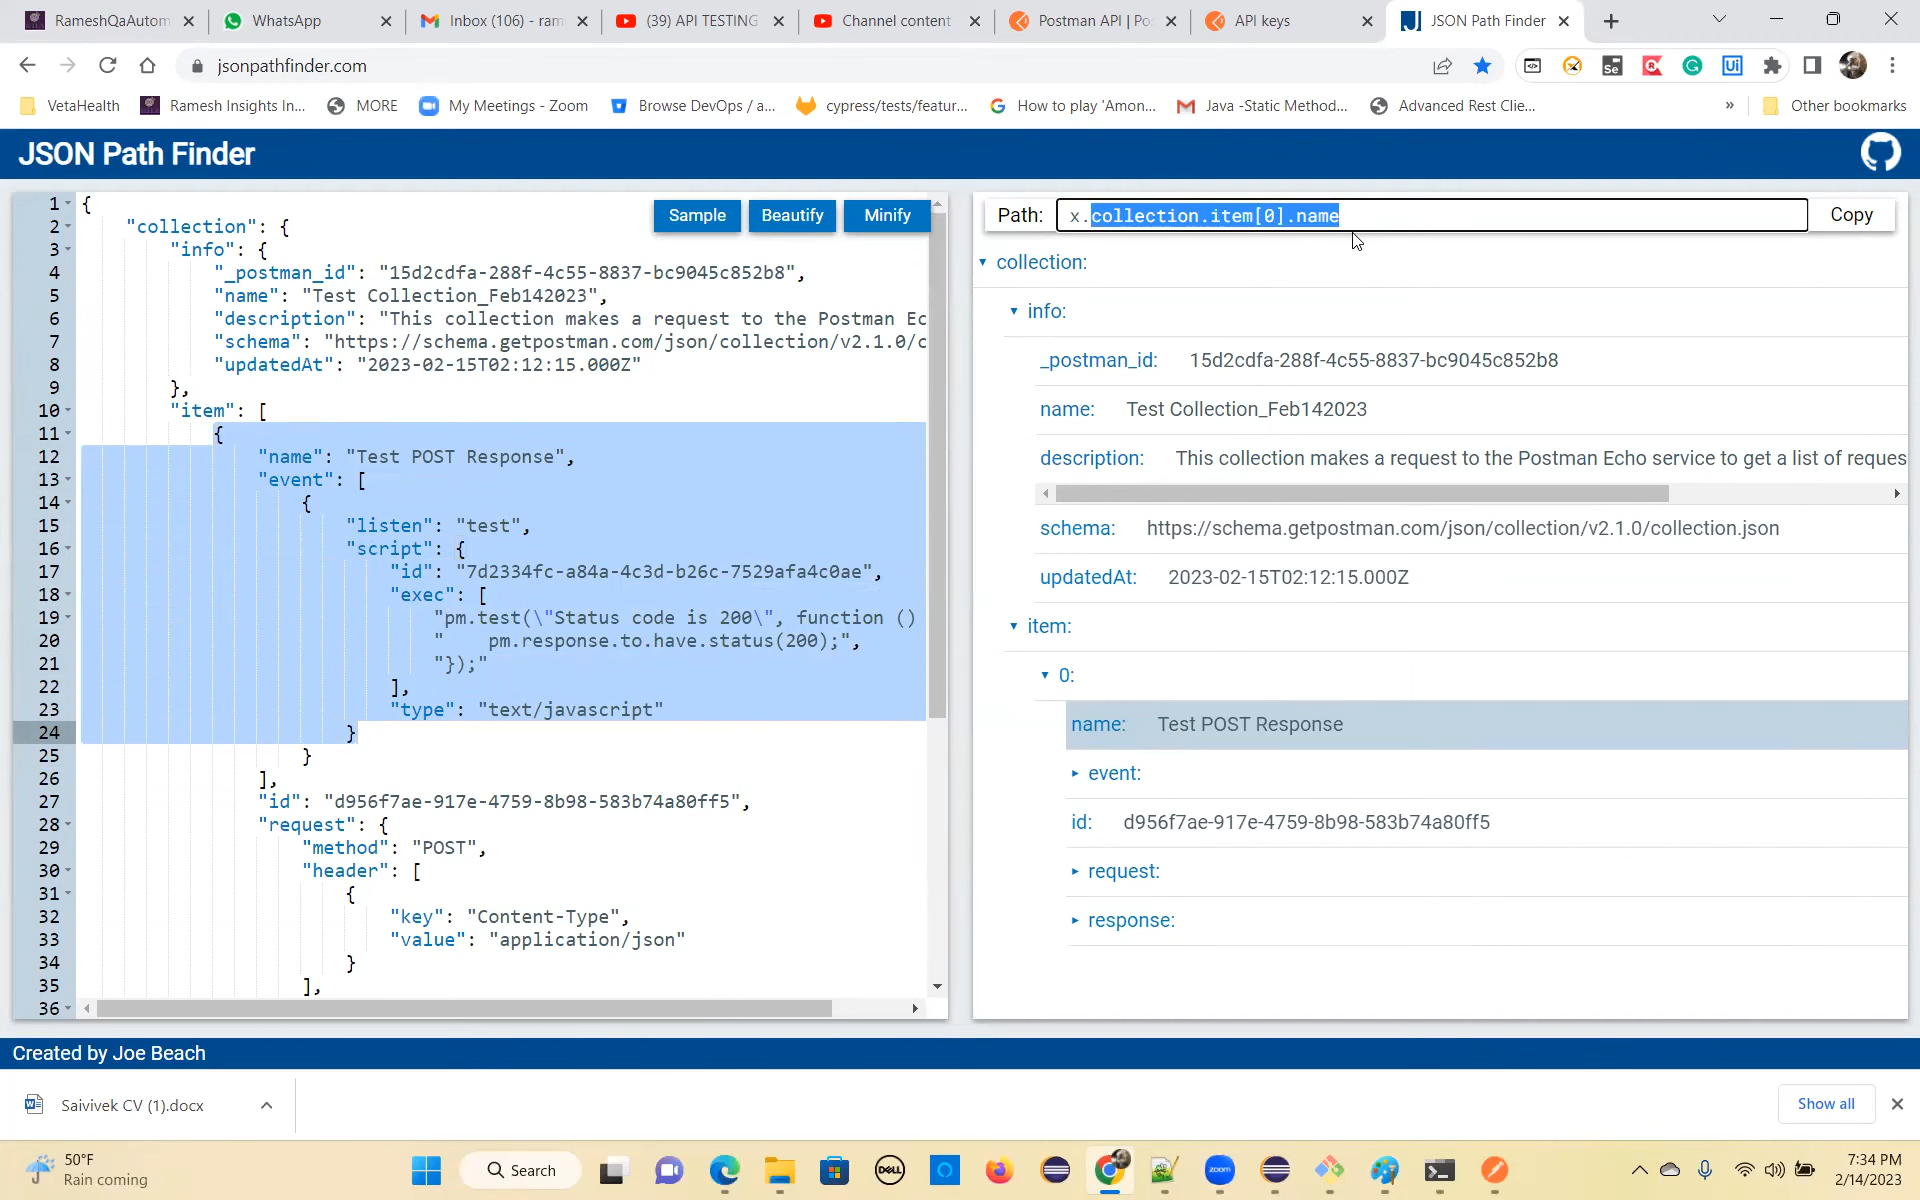 RameshQaAutom
WhatsApp
Inbox (106) - ram
(39) API TESTING
Channel content
Postman API | Po
API keys
JSON Path Finder
jsonpathfinder.com
VetaHealth
Ramesh Insights In...
MORE
My Meetings - Zoom
Browse DevOps / a...
cypress/tests/featur...
How to play 'Amon...
Java -Static Method...
Advanced Rest Clie...
»
Other bookmarks
JSON Path Finder
Sample
Beautify
Minify
1 {
2 "collection": {
3 "info": {
4 "_postman_id": "15d2cdfa-288f-4c55-8837-bc9045c852b8",
5 "name": "Test Collection_Feb142023",
6 "description": "This collection makes a request to the Postman Ec
7 "schema": "https://schema.getpostman.com/json/collection/v2.1.0/c
8 "updatedAt": "2023-02-15T02:12:15.000Z"
9 },
10 "item": [
11 {
12 "name": "Test POST Response",
13 "event": [
14 {
15 "listen": "test",
16 "script": {
17 "id": "7d2334fc-a84a-4c3d-b26c-7529afa4c0ae",
18 "exec": [
19 "pm.test(\"Status code is 200\", function ()
20 "    pm.response.to.have.status(200);",
21 "});"
22 ],
23 "type": "text/javascript"
24 }
25 }
26 ],
27 "id": "d956f7ae-917e-4759-8b98-583b74a80ff5",
28 "request": {
29 "method": "POST",
30 "header": [
31 {
32 "key": "Content-Type",
33 "value": "application/json"
34 }
35 ],
36
Path: x.collection.item[0].name Copy
collection:
info:
_postman_id: 15d2cdfa-288f-4c55-8837-bc9045c852b8
name: Test Collection_Feb142023
description: This collection makes a request to the Postman Echo service to get a list of reques
schema: https://schema.getpostman.com/json/collection/v2.1.0/collection.json
updatedAt: 2023-02-15T02:12:15.000Z
item:
0:
name: Test POST Response
event:
id: d956f7ae-917e-4759-8b98-583b74a80ff5
request:
response:
Created by Joe Beach
Saivivek CV (1).docx
Show all
50°F
Rain coming
Search
DELL
zoom
7:34 PM
2/14/2023